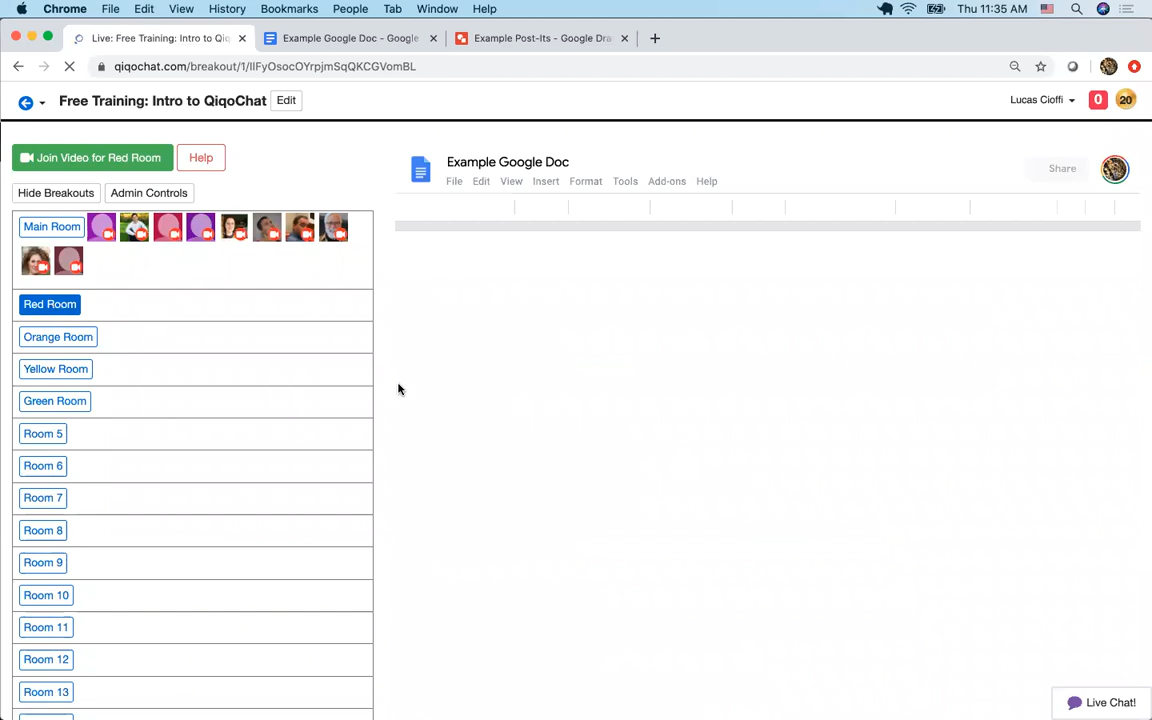 Chrome File Edit View History Bookmarks People Tab Window Help Thu 11:35 AM
Live: Free Training: Intro to Qi Example Google Doc - Google Example Post-Its - Google Dra
qiqochat.com/breakout/1/IIFyOsocOYrpjmSqQKCGVomBL
Free Training: Intro to QiqoChat Edit Lucas Cioffi 0 20
Join Video for Red Room Help
Hide Breakouts Admin Controls
Main Room
Red Room
Orange Room
Yellow Room
Green Room
Room 5
Room 6
Room 7
Room 8
Room 9
Room 10
Room 11
Room 12
Room 13
Example Google Doc
Share
File Edit View Insert Format Tools Add-ons Help
Live Chat!